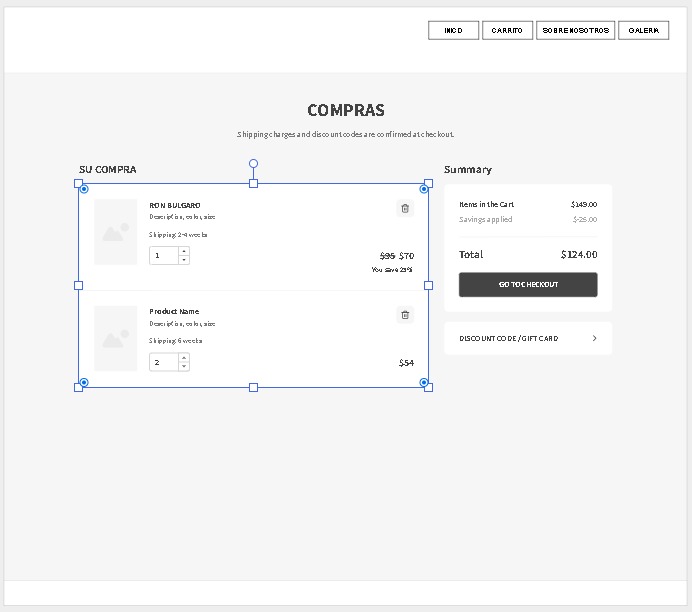 INICIO CARRITO SOBRE NOSOTROS GALERIA
COMPRAS
Shipping charges and discount codes are confirmed at checkout.
SU COMPRA
Summary
RON BULGARO
Description, color, size
Shipping: 2-4 weeks
1
$95 $70
You save 25%
Product Name
Description, color, size
Shipping: 6 weeks
2
$54
Items in the Cart $149.00
Savings applied $-25.00
Total $124.00
GO TO CHECKOUT
DISCOUNT CODE / GIFT CARD